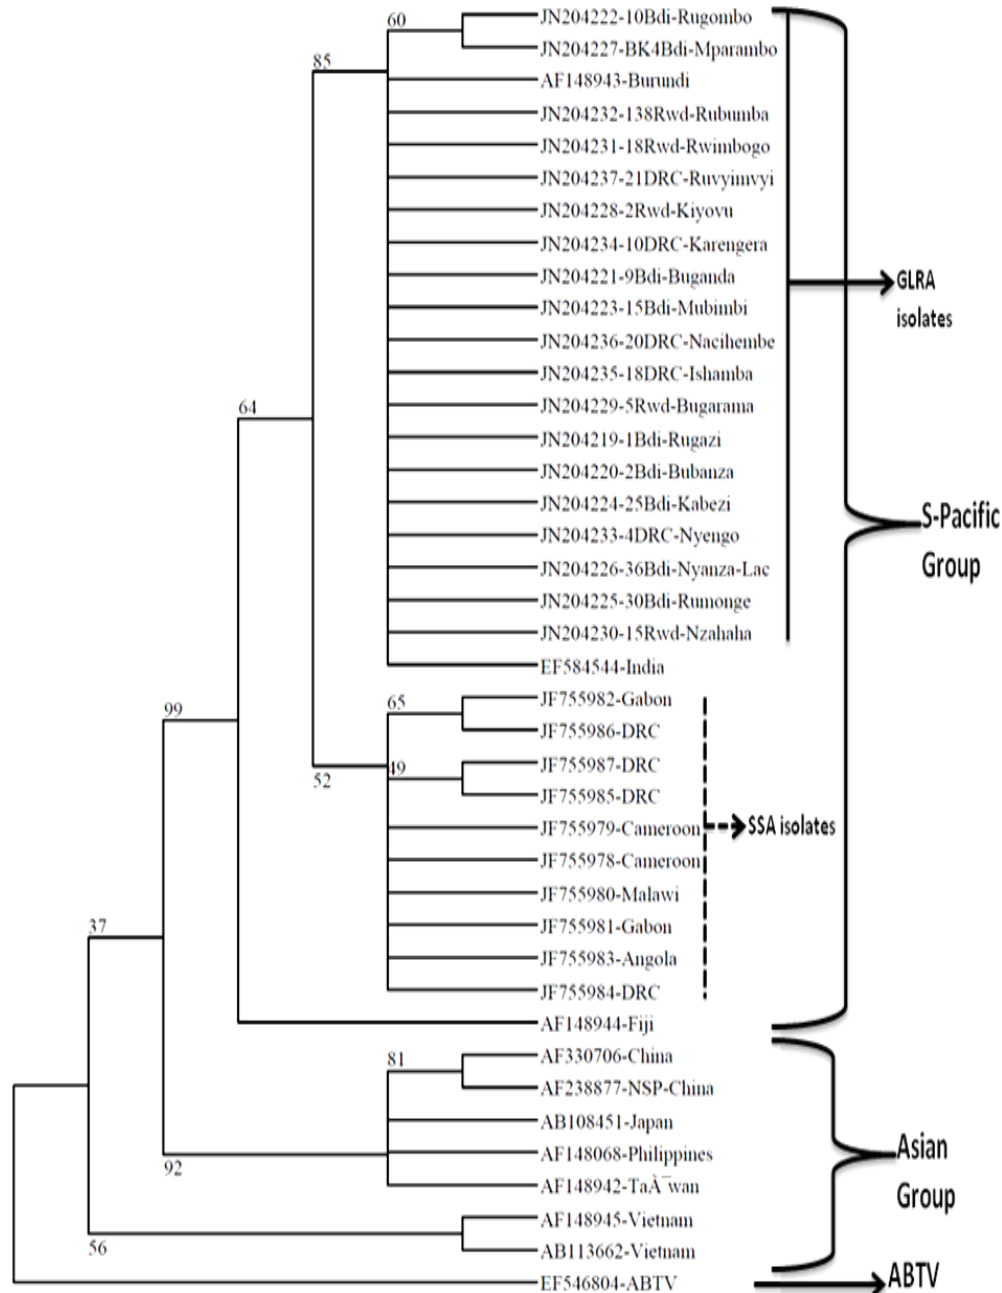 60
JN204222-10Bdi-Rugombo
JN204227-BK4Bdi-Mparambo
85
AF148943-Burundi
JN204232-138Rwd-Rubumba
JN204231-18Rwd-Rwimbogo
JN204237-21DRC-Ruvyimvyi
JN204228-2Rwd-Kiyovu
JN204234-10DRC-Karengera
JN204221-9Bdi-Buganda
GLRA
isolates
JN204223-15Bdi-Mubimbi
JN204236-20DRC-Nacihembe
JN204235-18DRC-Ishamba
64
JN204229-5Rwd-Bugarama
JN204219-1Bdi-Rugazi
JN204220-2Bdi-Bubanza
JN204224-25Bdi-Kabezi
S-Pacific
Group
JN204233-4DRC-Nyengo
JN204226-36Bdi-Nyanza-Lac
JN204225-30Bdi-Rumonge
JN204230-15Rwd-Nzahaha
EF584544-India
99
65
JF755982-Gabon
JF755986-DRC
52
49
JF755987-DRC
JF755985-DRC
JF755979-Cameroon
SSA isolates
JF755978-Cameroon
JF755980-Malawi
37
JF755981-Gabon
JF755983-Angola
JF755984-DRC
AF148944-Fiji
81
AF330706-China
AF238877-NSP-China
AB108451-Japan
92
AF148068-Philippines
AF148942-TaÀ¯wan
Asian
Group
56
AF148945-Vietnam
AB113662-Vietnam
EF546804-ABTV
ABTV